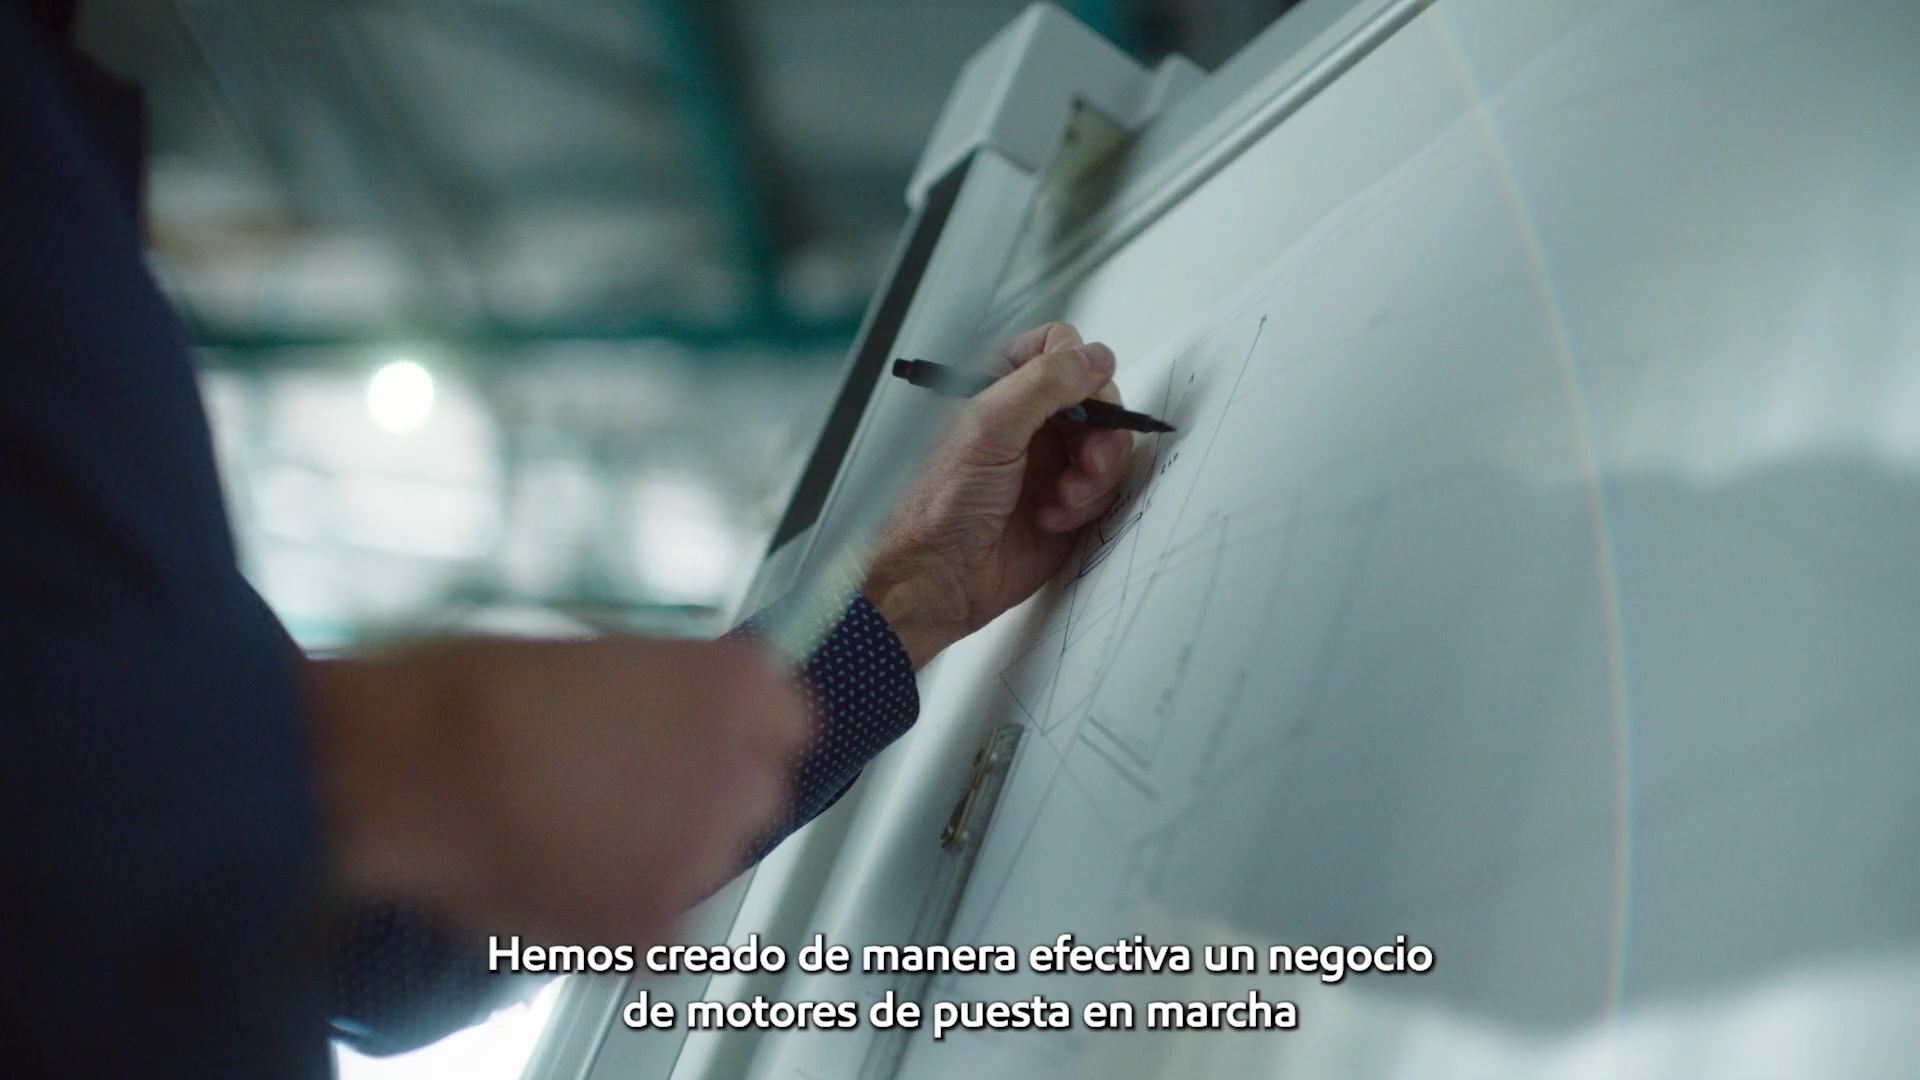 Hemos creado de manera efectiva un negocio
de motores de puesta en marcha